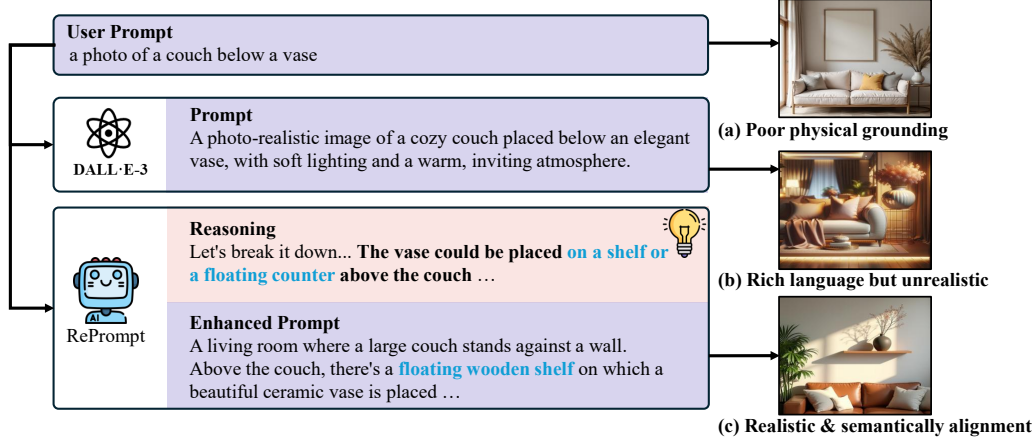 User Prompt
a photo of a couch below a vase
(a) Poor physical grounding
DALL·E-3
Prompt
A photo-realistic image of a cozy couch placed below an elegant
vase, with soft lighting and a warm, inviting atmosphere.
(b) Rich language but unrealistic
AI
RePrompt
Reasoning
Let's break it down... The vase could be placed on a shelf or
a floating counter above the couch …
Enhanced Prompt
A living room where a large couch stands against a wall.
Above the couch, there's a floating wooden shelf on which a
beautiful ceramic vase is placed …
(c) Realistic & semantically alignment